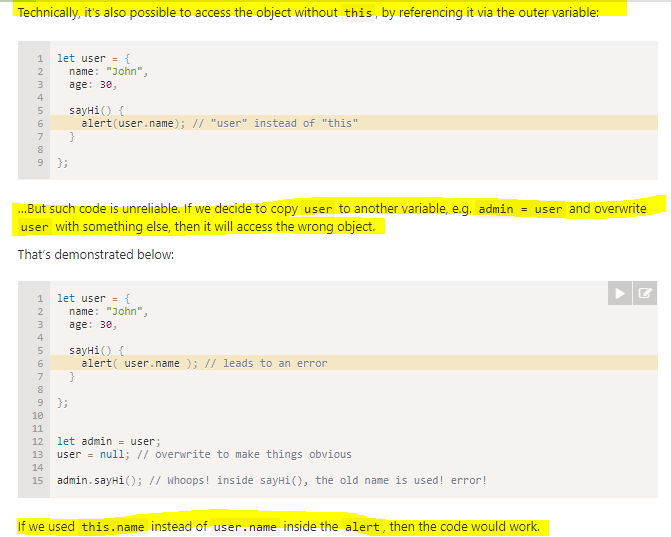 Technically, it's also possible to access the object without this, by referencing it via the outer variable:
1 let user = {
2 name: "John",
3 age: 30,
4
5 sayHi() {
6 alert(user.name); // "user" instead of "this"
7 }
8
9 };
...But such code is unreliable. If we decide to copy user to another variable, e.g. admin = user and overwrite
user with something else, then it will access the wrong object.
That's demonstrated below:
1 let user = {
2 name: "John",
3 age: 30,
4
5 sayHi() {
6 alert( user.name ); // leads to an error
7 }
8
9 };
10
11
12 let admin = user;
13 user = null; // overwrite to make things obvious
14
15 admin.sayHi(); // Whoops! inside sayHi(), the old name is used! error!
If we used this.name instead of user.name inside the alert, then the code would work.